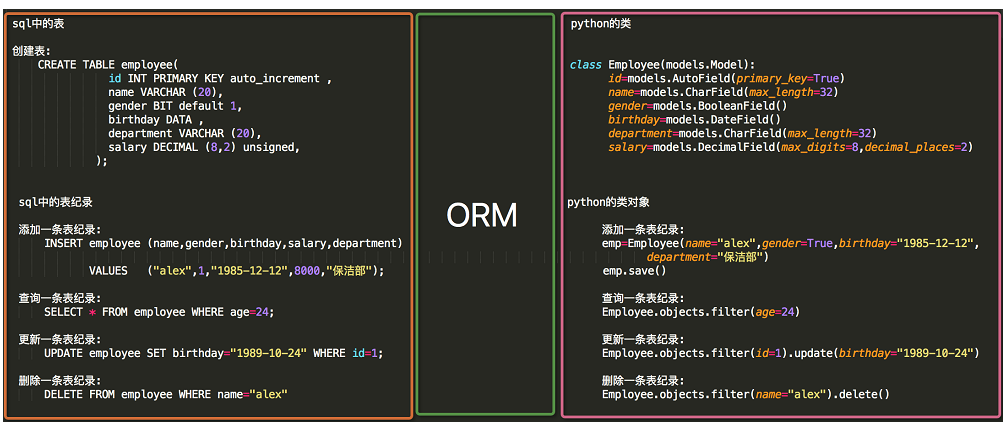 sql中的表
创建表:
CREATE TABLE employee(
id INT PRIMARY KEY auto_increment ,
name VARCHAR (20),
gender BIT default 1,
birthday DATA ,
department VARCHAR (20),
salary DECIMAL (8,2) unsigned,
);
sql中的表纪录
添加一条表纪录:
INSERT employee (name,gender,birthday,salary,department)
VALUES ("alex",1,"1985-12-12",8000,"保洁部");
查询一条表纪录:
SELECT * FROM employee WHERE age=24;
更新一条表纪录:
UPDATE employee SET birthday="1989-10-24" WHERE id=1;
删除一条表纪录:
DELETE FROM employee WHERE name="alex"
ORM
python的类
class Employee(models.Model):
id=models.AutoField(primary_key=True)
name=models.CharField(max_length=32)
gender=models.BooleanField()
birthday=models.DateField()
department=models.CharField(max_length=32)
salary=models.DecimalField(max_digits=8,decimal_places=2)
python的类对象
添加一条表纪录:
emp=Employee(name="alex",gender=True,birthday="1985-12-12",
department="保洁部")
emp.save()
查询一条表纪录:
Employee.objects.filter(age=24)
更新一条表纪录:
Employee.objects.filter(id=1).update(birthday="1989-10-24")
删除一条表纪录:
Employee.objects.filter(name="alex").delete()